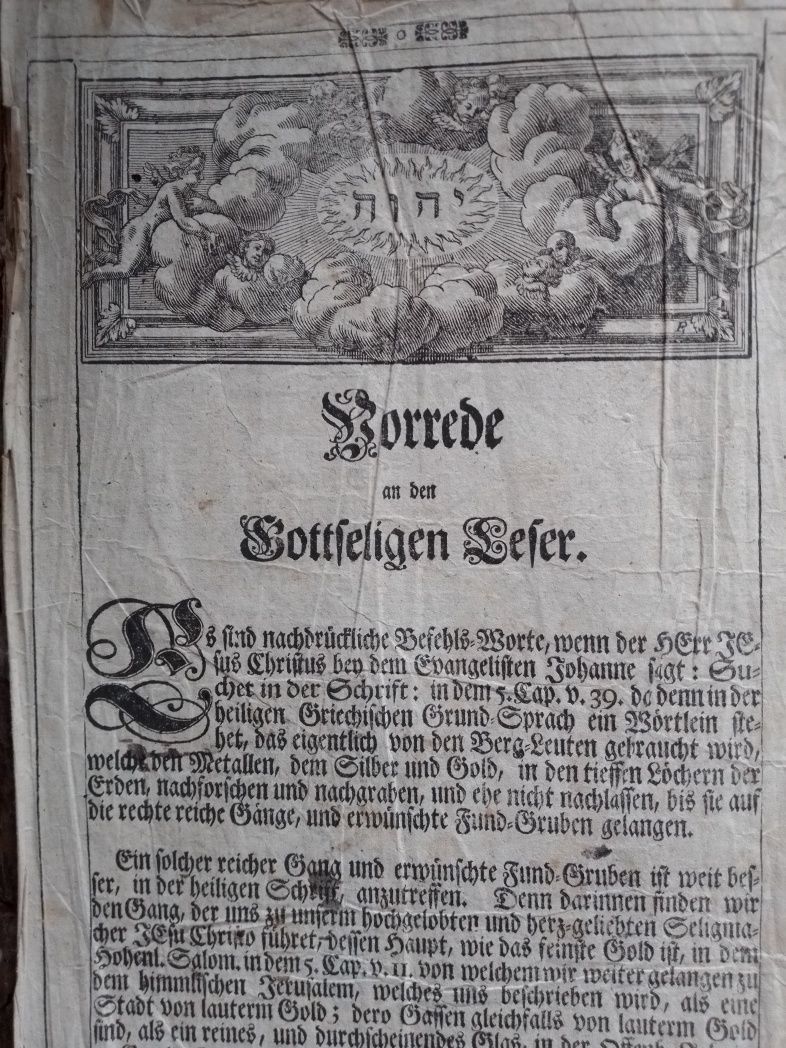 יהוה
R
Vorrede
an den
Gottseligen Leser.
Es sind nachdrückliche Befehls-Worte, wenn der HErr JE-
sus Christus bey dem Evangelisten Johanne sagt: Su-
chet in der Schrift: in dem 5. Cap. v. 39. da denn in der
heiligen Griechischen Grund-Sprach ein Wörtlein ste-
het, das eigentlich von den Berg-Leuten gebraucht wird,
welche den Metallen, dem Silber und Gold, in den tieffen Löchern der
Erden, nachforschen und nachgraben, und ehe nicht nachlassen, bis sie auf
die rechte reiche Gänge, und erwünschte Fund-Gruben gelangen.
Ein solcher reicher Gang und erwünschte Fund-Gruben ist weit bes-
ser, in der heiligen Schrift, anzutreffen. Denn darinnen finden wir
den Gang, der uns zu unserm hochgelobten und herz-geliebten Seligma-
cher JEsu Christo führet, dessen Haupt, wie das feinste Gold ist, in dem
Hohenl. Salom. in dem 5. Cap. v. 11. von welchem wir weiter gelangen zu
dem himmlischen Jerusalem, welches uns beschrieben wird, als eine
Stadt von lauterm Gold; dero Gassen gleichfalls von lauterm Gold
sind, als ein reines, und durchscheinendes Glas, in der Offenb.